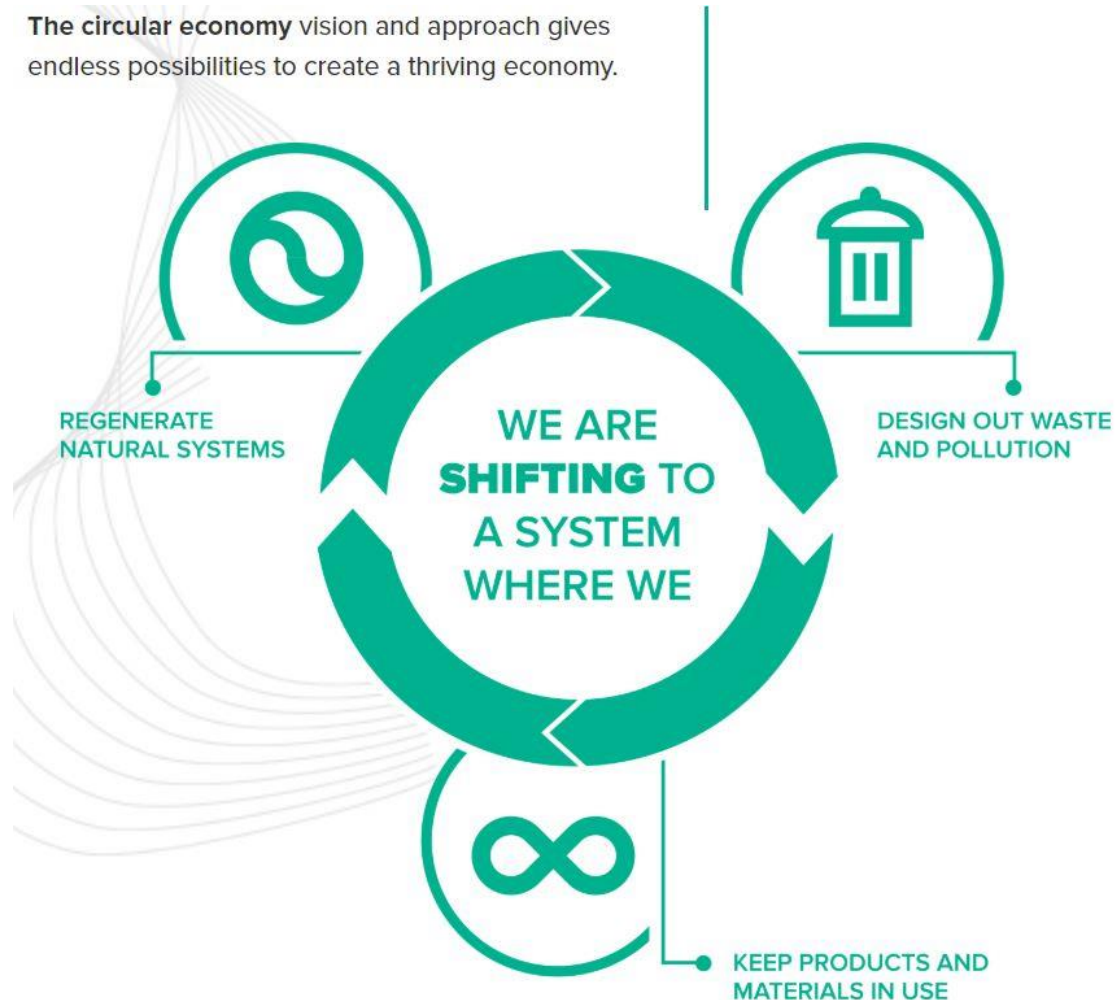 The circular economy vision and approach gives
endless possibilities to create a thriving economy.
REGENERATE
NATURAL SYSTEMS
WE ARE
SHIFTING TO
A SYSTEM
WHERE WE
DESIGN OUT WASTE
AND POLLUTION
KEEP PRODUCTS AND
MATERIALS IN USE